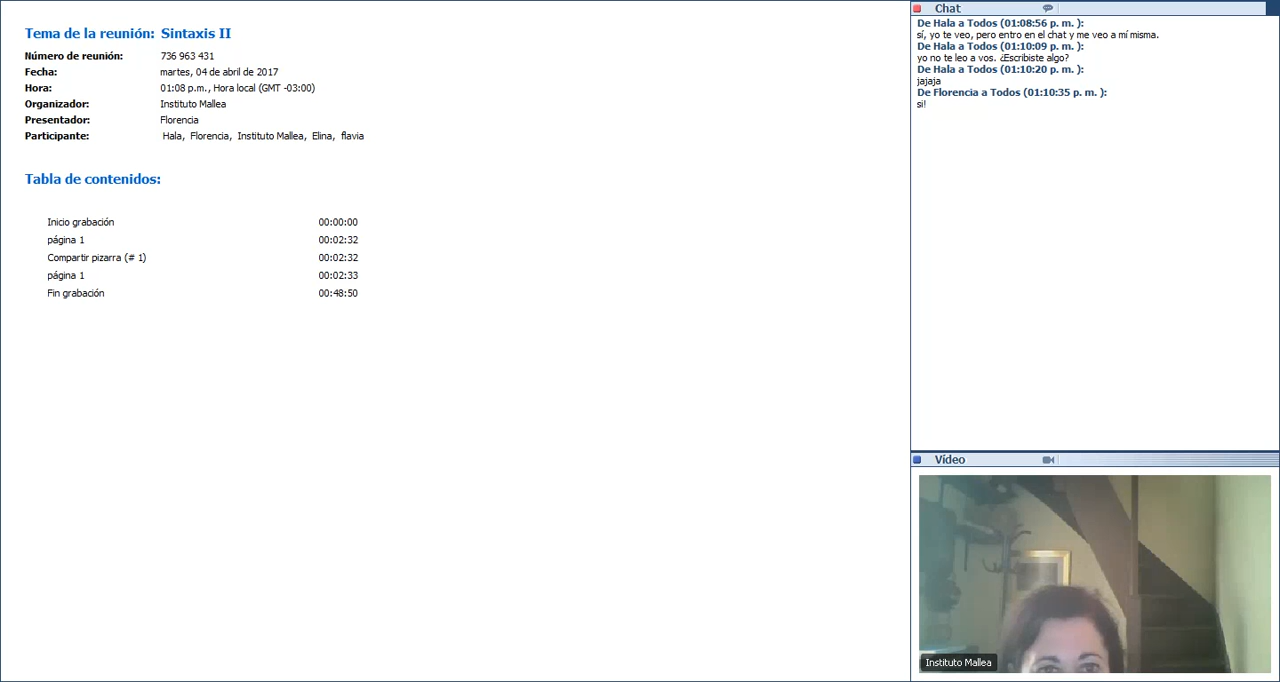 Tema de la reunión: Sintaxis II
Número de reunión: 736 963 431
Fecha: martes, 04 de abril de 2017
Hora: 01:08 p.m., Hora local (GMT -03:00)
Organizador: Instituto Mallea
Presentador: Florencia
Participante: Hala, Florencia, Instituto Mallea, Elina, flavia
Tabla de contenidos:
Inicio grabación 00:00:00
página 1 00:02:32
Compartir pizarra (# 1) 00:02:32
página 1 00:02:33
Fin grabación 00:48:50
Chat
De Hala a Todos (01:08:56 p. m. ):
sí, yo te veo, pero entro en el chat y me veo a mí misma.
De Hala a Todos (01:10:09 p. m. ):
yo no te leo a vos. ¿Escribiste algo?
De Hala a Todos (01:10:20 p. m. ):
jajaja
De Florencia a Todos (01:10:35 p. m. ):
si!
Vídeo
Instituto Mallea